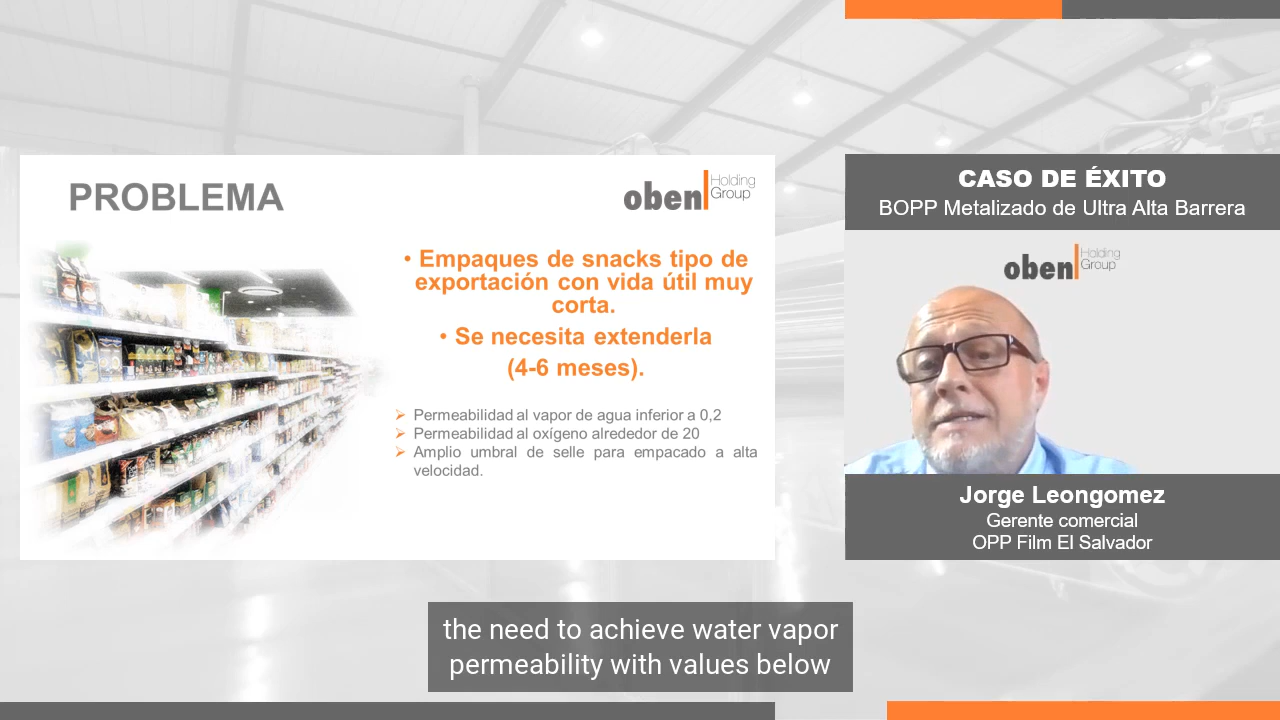 PROBLEMA
oben Holding Group
• Empaques de snacks tipo de
exportación con vida útil muy
corta.
• Se necesita extenderla
(4-6 meses).
Permeabilidad al vapor de agua inferior a 0,2
Permeabilidad al oxígeno alrededor de 20
Amplio umbral de selle para empacado a alta
velocidad.
CASO DE ÉXITO
BOPP Metalizado de Ultra Alta Barrera
oben Holding Group
Jorge Leongomez
Gerente comercial
OPP Film El Salvador
the need to achieve water vapor
permeability with values below